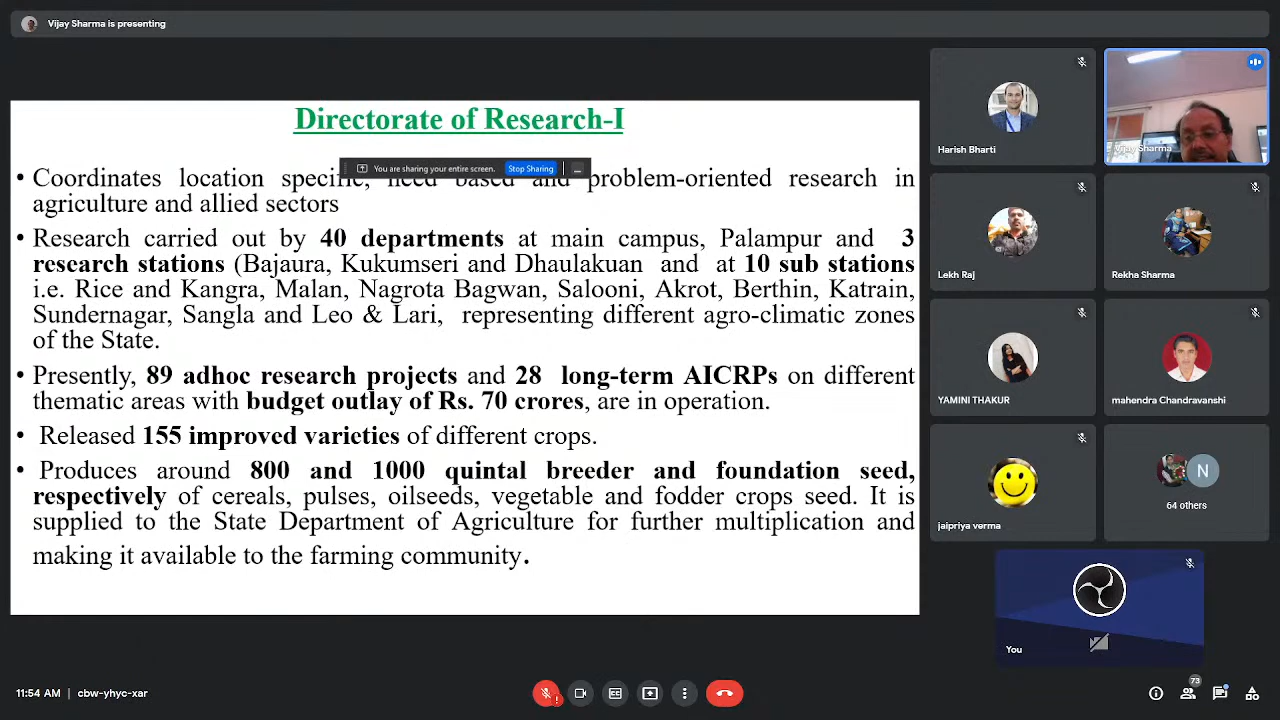 Vijay Sharma is presenting
Directorate of Research-I
You are sharing your entire screen. Stop Sharing
• Coordinates location specific, need based and problem-oriented research in
agriculture and allied sectors
• Research carried out by 40 departments at main campus, Palampur and 3
research stations (Bajaura, Kukumseri and Dhaulakuan and at 10 sub stations
i.e. Rice and Kangra, Malan, Nagrota Bagwan, Salooni, Akrot, Berthin, Katrain,
Sundernagar, Sangla and Leo & Lari, representing different agro-climatic zones
of the State.
• Presently, 89 adhoc research projects and 28 long-term AICRPs on different
thematic areas with budget outlay of Rs. 70 crores, are in operation.
• Released 155 improved varieties of different crops.
• Produces around 800 and 1000 quintal breeder and foundation seed,
respectively of cereals, pulses, oilseeds, vegetable and fodder crops seed. It is
supplied to the State Department of Agriculture for further multiplication and
making it available to the farming community.
Harish Bharti
Vijay Sharma
Lekh Raj
Rekha Sharma
YAMINI THAKUR
mahendra Chandravanshi
jaipriya verma
N
64 others
You
11:54 AM | cbw-yhyc-xar
73